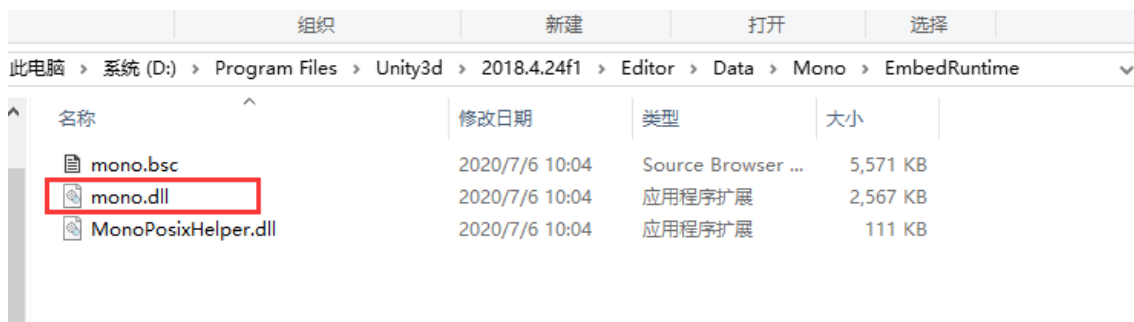 组织 新建 打开 选择
此电脑 › 系统 (D:) › Program Files › Unity3d › 2018.4.24f1 › Editor › Data › Mono › EmbedRuntime
名称 修改日期 类型 大小
mono.bsc 2020/7/6 10:04 Source Browser ... 5,571 KB
mono.dll 2020/7/6 10:04 应用程序扩展 2,567 KB
MonoPosixHelper.dll 2020/7/6 10:04 应用程序扩展 111 KB